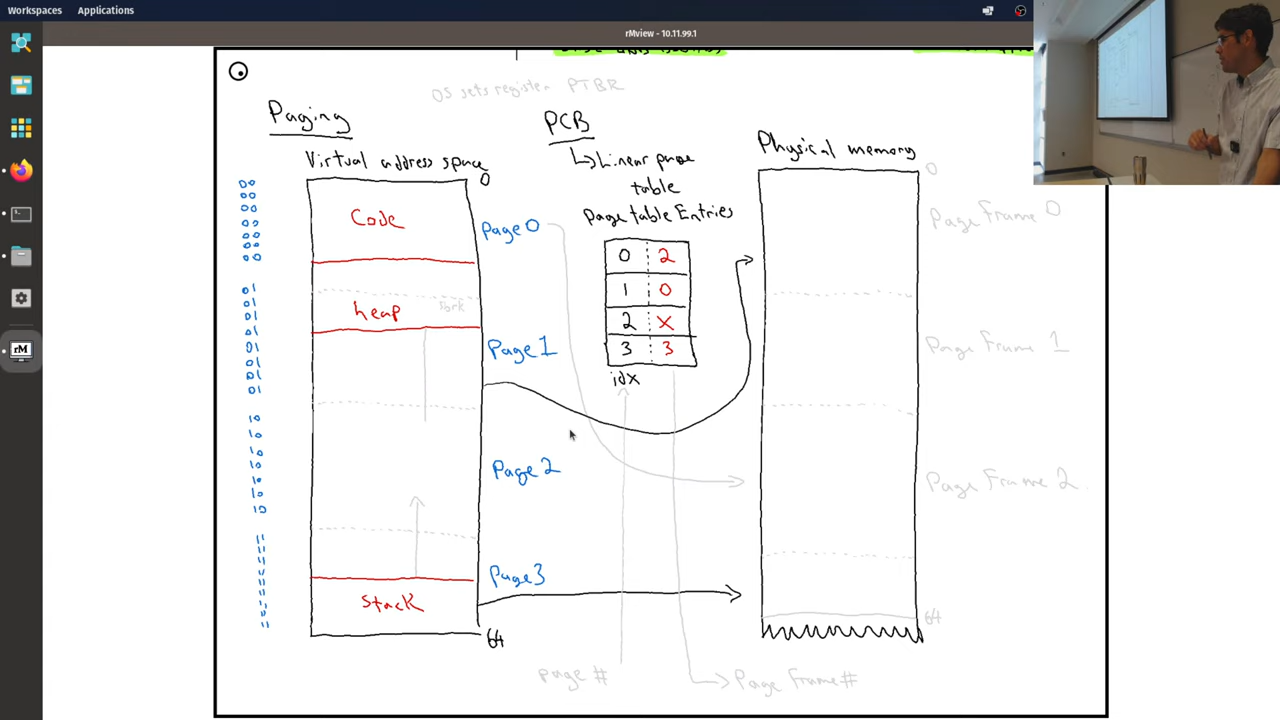 Workspaces Applications
rMview - 10.11.99.1
OS sets register PTBR
Paging
PCB
Linear page
table
Page table Entries
Virtual address space
Physical memory
0
0
00
00
00
00
00
00
00
Code
Page 0
Page Frame 0
0 2
1 0
2 X
3 3
idx
01
01
01
01
01
01
01
sbrk
heap
Page 1
Page Frame 1
10
10
10
10
10
10
10
Page 2
Page Frame 2
11
11
11
11
11
11
11
Page 3
Stack
64
64
page #
Page Frame #
rM